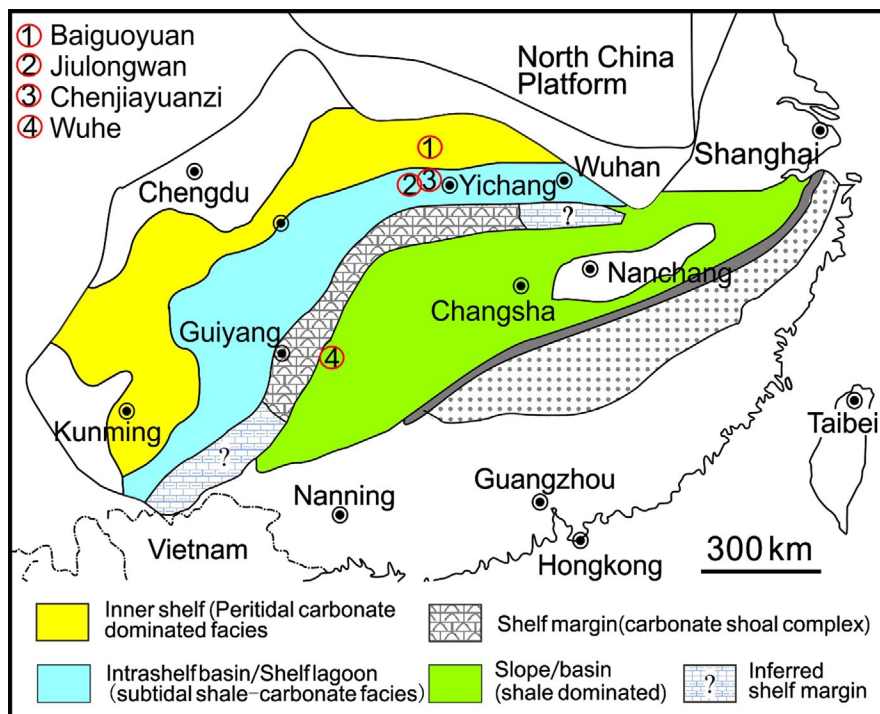 ① Baiguoyuan
② Jiulongwan
③ Chenjiayuanzi
④ Wuhe
North China
Platform
Shanghai
Chengdu
①
Wuhan
②
③
Yichang
?
Nanchang
Changsha
Guiyang
④
Kunming
Taibei
?
Nanning
Guangzhou
Vietnam
Hongkong
300 km
Inner shelf (Peritidal carbonate
dominated facies
Shelf margin(carbonate shoal complex)
Intrashelf basin/Shelf lagoon
(subtidal shale-carbonate facies)
Slope/basin
(shale dominated)
?
Inferred
shelf margin